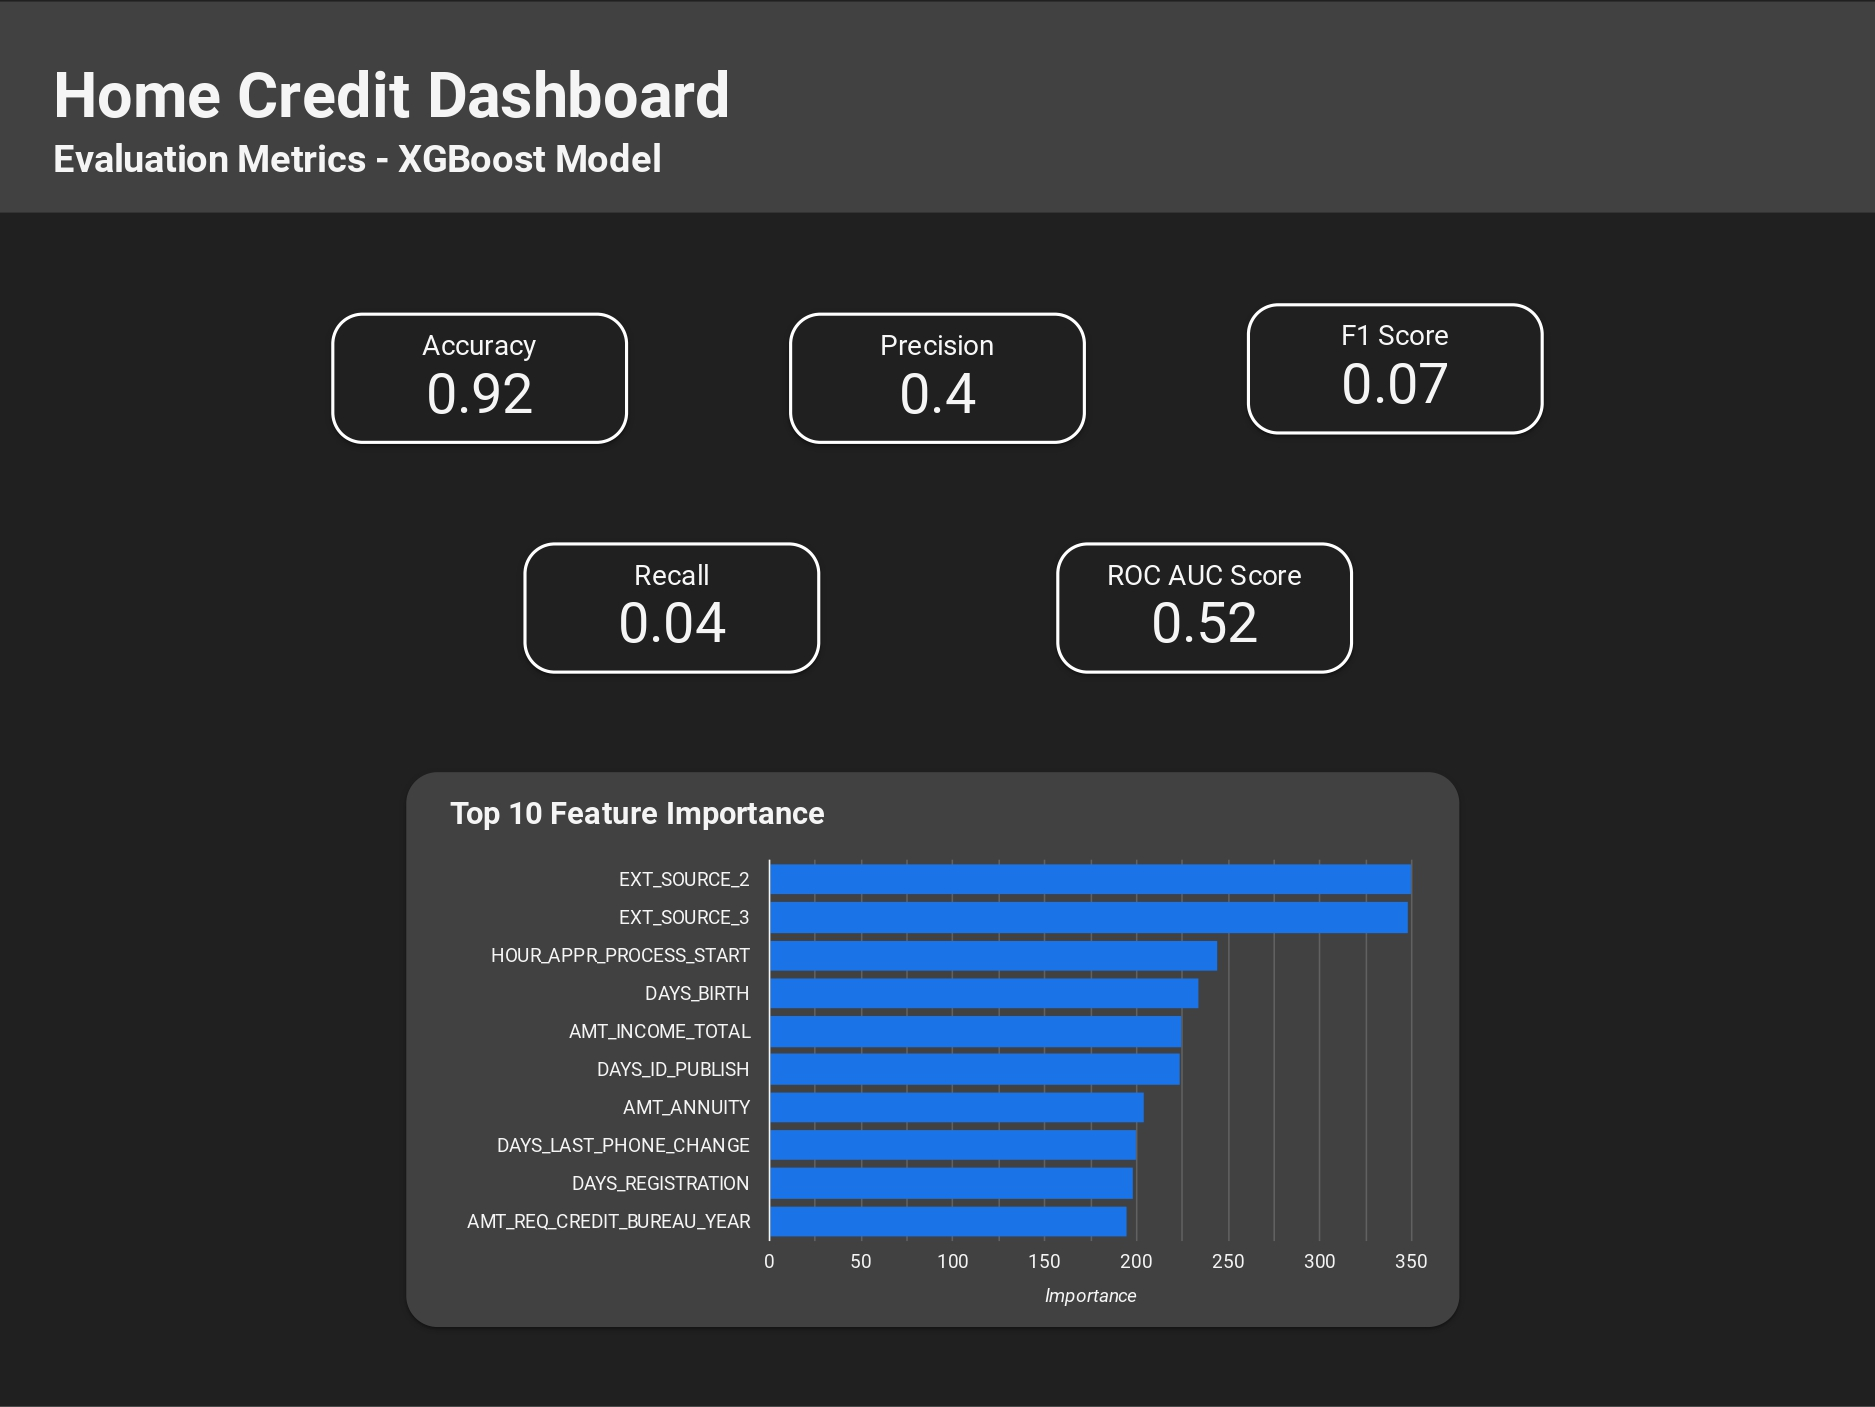 Home Credit Dashboard
Evaluation Metrics - XGBoost Model
Accuracy
0.92
Precision
0.4
F1 Score
0.07
Recall
0.04
ROC AUC Score
0.52
Top 10 Feature Importance
EXT_SOURCE_2
EXT_SOURCE_3
HOUR_APPR_PROCESS_START
DAYS_BIRTH
AMT_INCOME_TOTAL
DAYS_ID_PUBLISH
AMT_ANNUITY
DAYS_LAST_PHONE_CHANGE
DAYS_REGISTRATION
AMT_REQ_CREDIT_BUREAU_YEAR
0 50 100 150 200 250 300 350
Importance